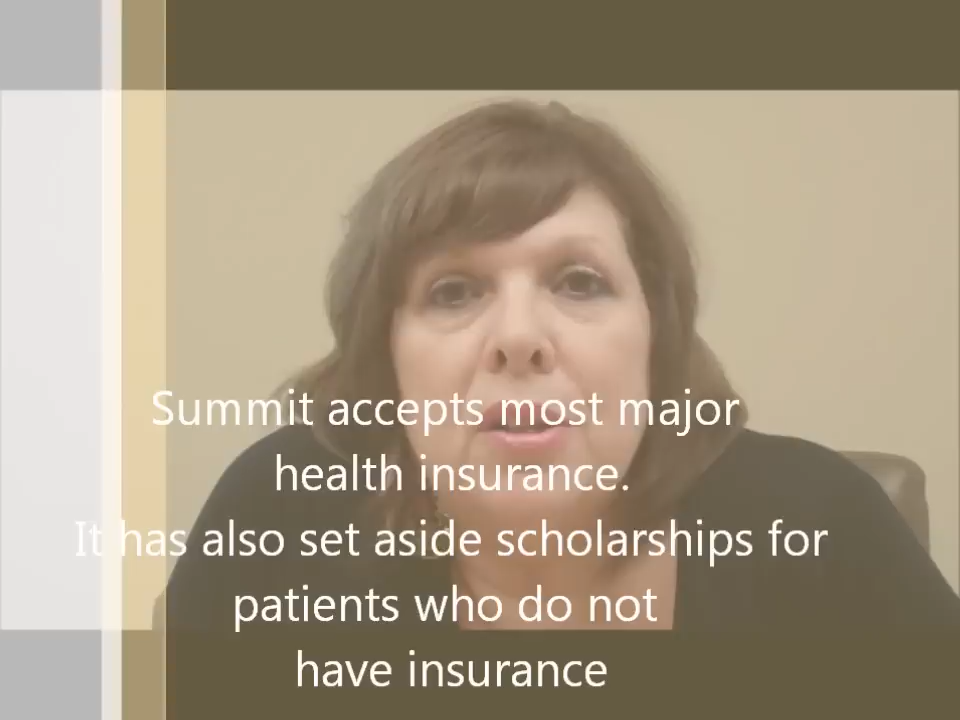 Summit accepts most major
health insurance.
It has also set aside scholarships for
patients who do not
have insurance